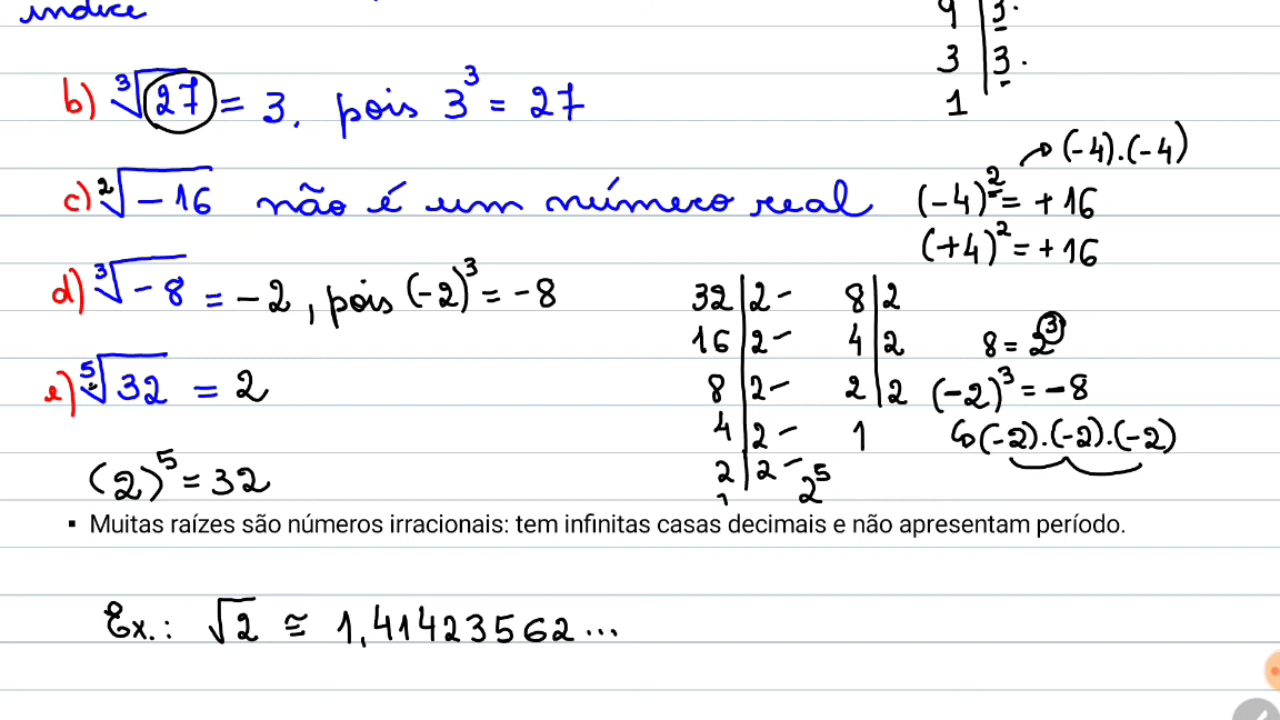 índice
9 | 3.
3 | 3.
1
b) ³√27 = 3, pois 3³ = 27
→(-4).(-4)
c) ²√-16 não é um número real
(-4)² = +16
(+4)² = +16
d) ³√-8 = -2, pois (-2)³ = -8
32 | 2 -
16 | 2 -
8 | 2 -
4 | 2 -
2 | 2 -
1
2⁵
8 | 2
4 | 2
2 | 2
1
8 = 2³
(-2)³ = -8
↳(-2).(-2).(-2)
e) ⁵√32 = 2
(2)⁵ = 32
▪ Muitas raízes são números irracionais: tem infinitas casas decimais e não apresentam período.
Ex.: √2 ≅ 1,41423562...